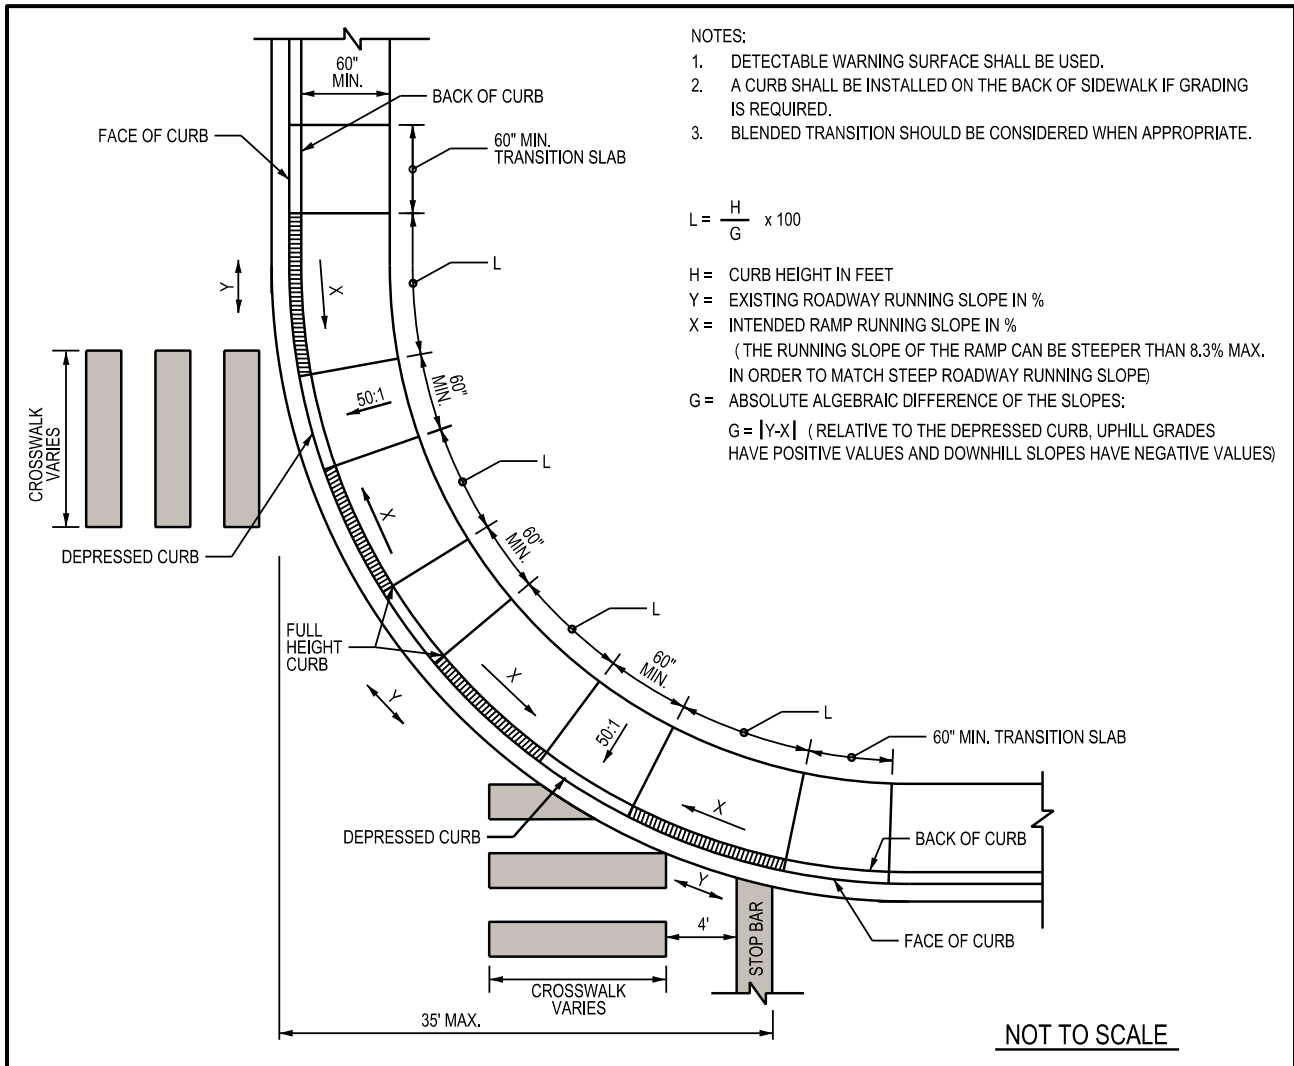 NOTES:
1. DETECTABLE WARNING SURFACE SHALL BE USED.
2. A CURB SHALL BE INSTALLED ON THE BACK OF SIDEWALK IF GRADING
IS REQUIRED.
3. BLENDED TRANSITION SHOULD BE CONSIDERED WHEN APPROPRIATE.
L = H
G
x 100
H = CURB HEIGHT IN FEET
Y = EXISTING ROADWAY RUNNING SLOPE IN %
X = INTENDED RAMP RUNNING SLOPE IN %
( THE RUNNING SLOPE OF THE RAMP CAN BE STEEPER THAN 8.3% MAX.
IN ORDER TO MATCH STEEP ROADWAY RUNNING SLOPE)
G = ABSOLUTE ALGEBRAIC DIFFERENCE OF THE SLOPES;
G = |Y-X| ( RELATIVE TO THE DEPRESSED CURB, UPHILL GRADES
HAVE POSITIVE VALUES AND DOWNHILL SLOPES HAVE NEGATIVE VALUES)
60"
MIN.
BACK OF CURB
FACE OF CURB
60" MIN.
TRANSITION SLAB
L
Y
X
60"
MIN.
50:1
CROSSWALK
VARIES
L
DEPRESSED CURB
X
60"
MIN.
L
FULL
HEIGHT
CURB
60"
MIN.
X
Y
L
50:1
60" MIN. TRANSITION SLAB
X
DEPRESSED CURB
BACK OF CURB
Y
4'
STOP BAR
FACE OF CURB
CROSSWALK
VARIES
35' MAX.
NOT TO SCALE